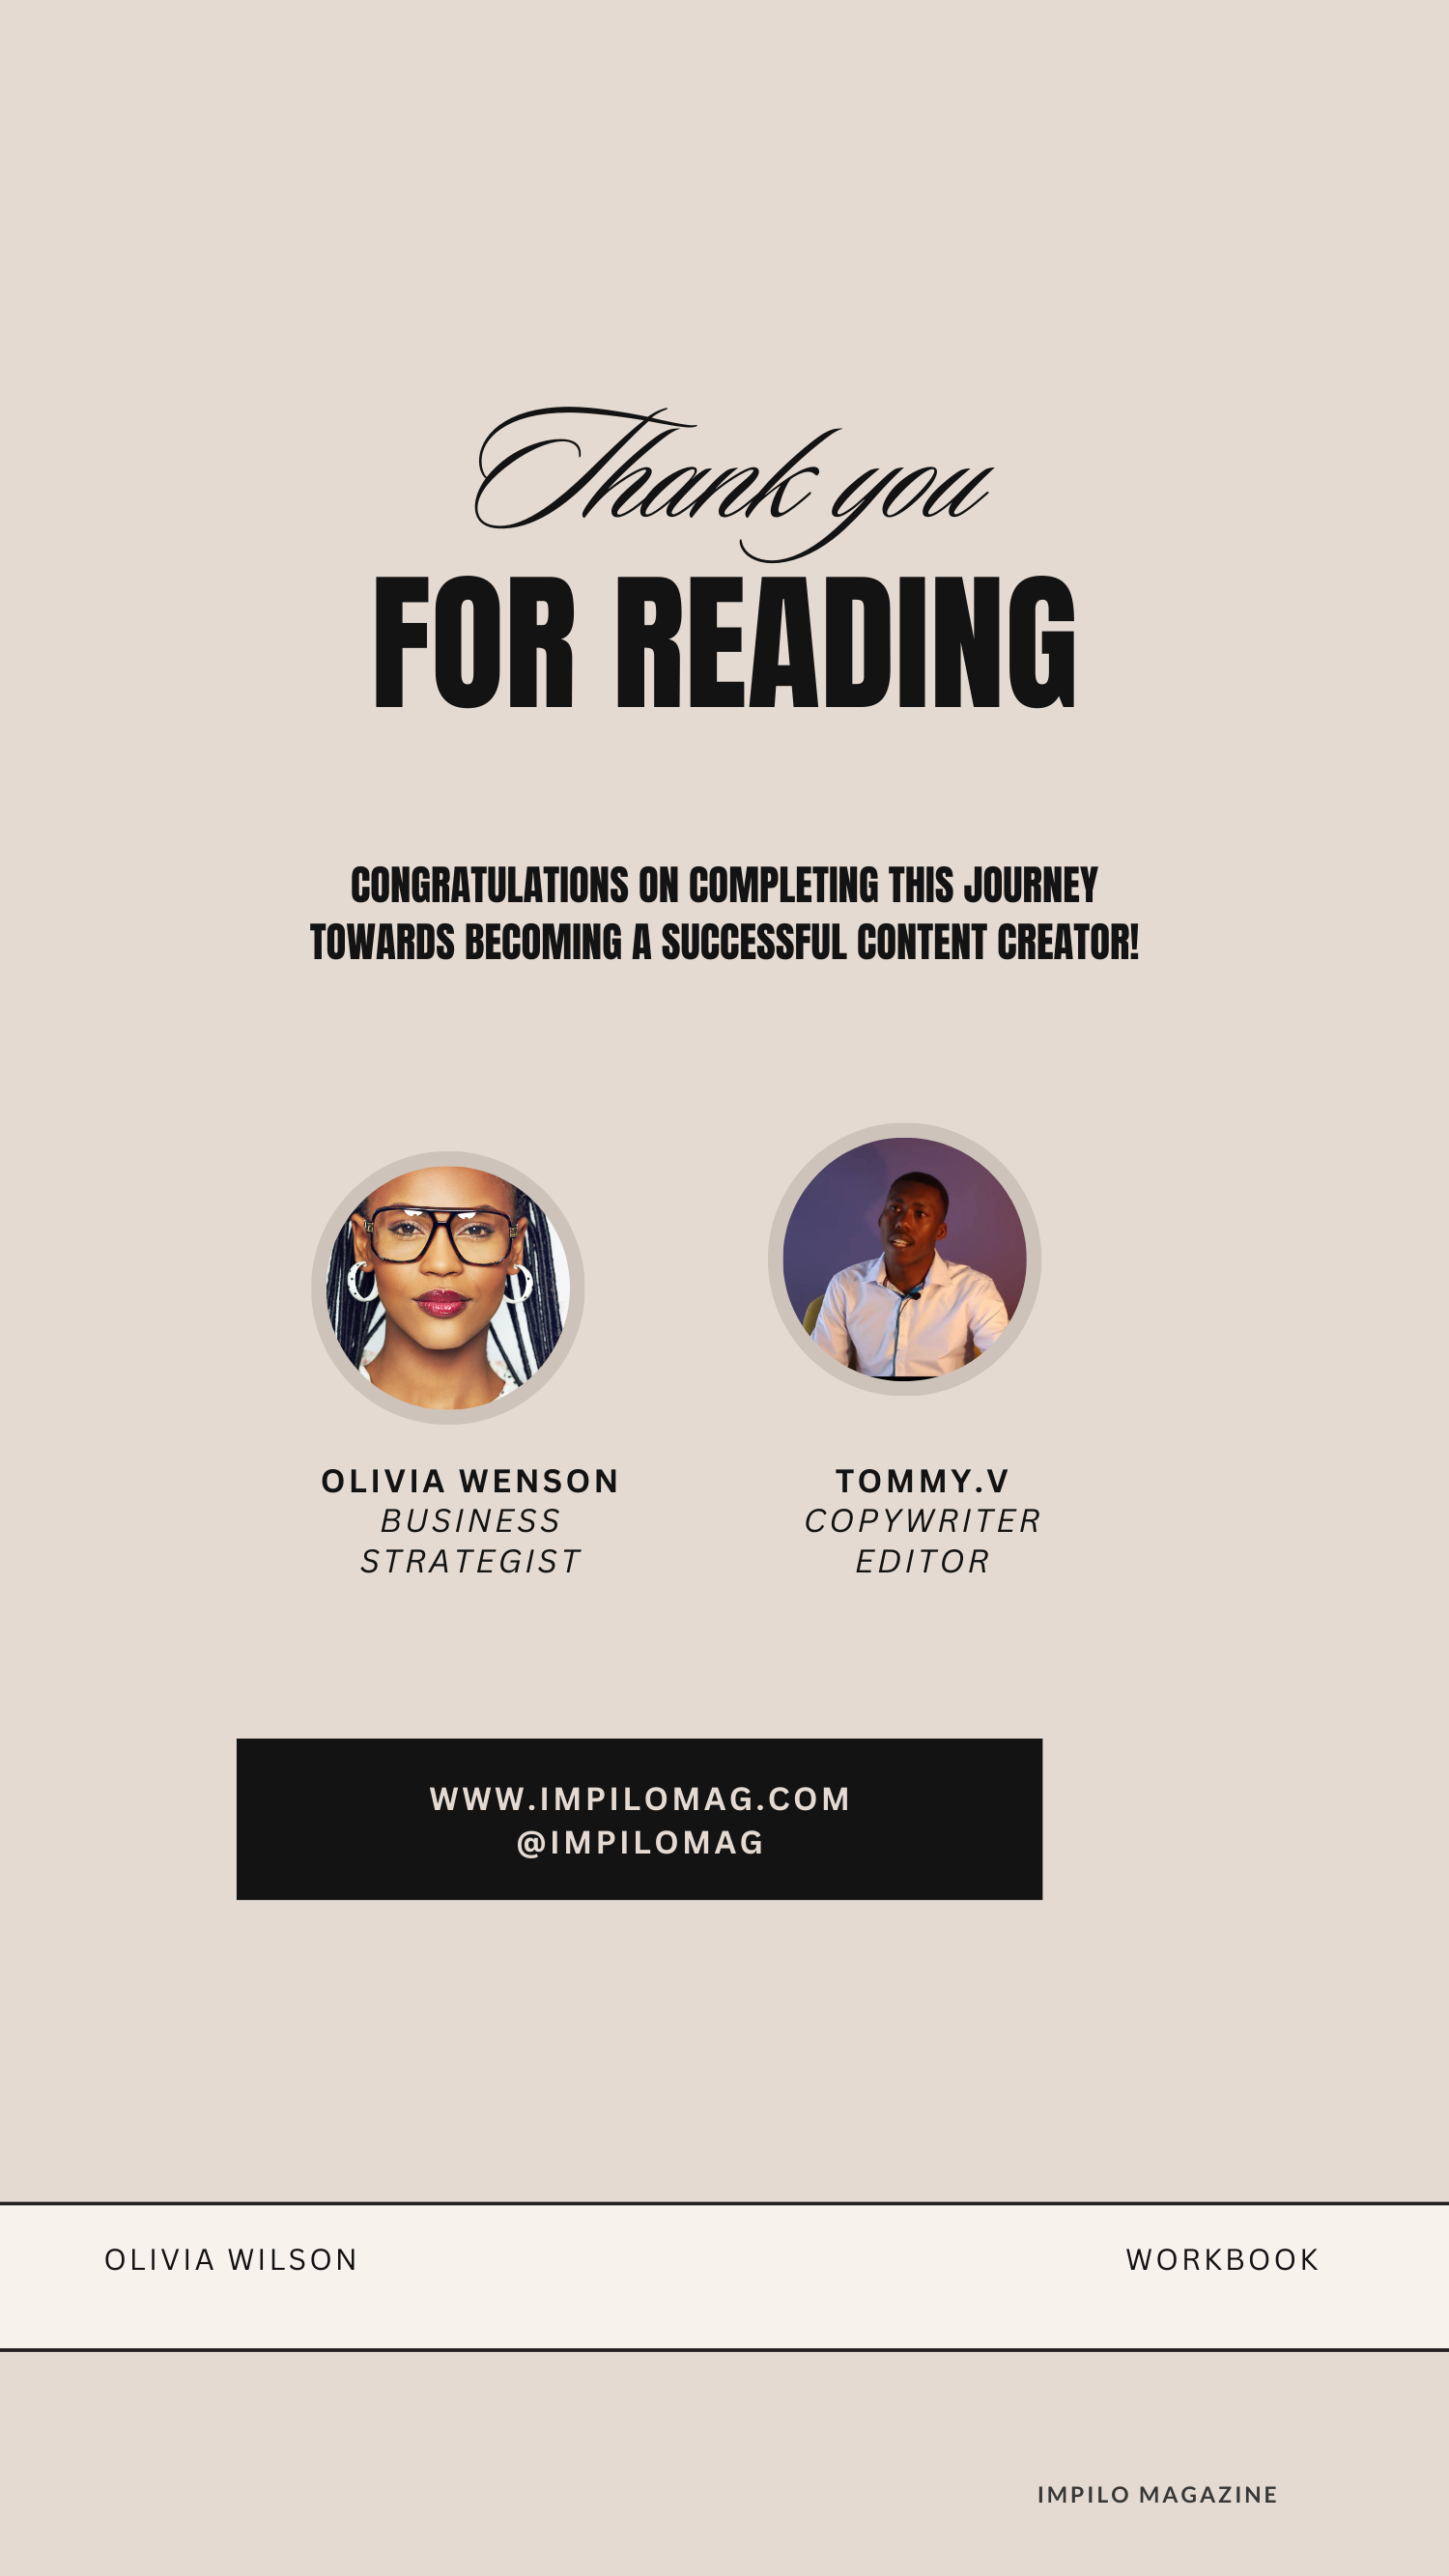 Thank you
FOR READING
CONGRATULATIONS ON COMPLETING THIS JOURNEY
TOWARDS BECOMING A SUCCESSFUL CONTENT CREATOR!
OLIVIA WENSON
BUSINESS
STRATEGIST
TOMMY.V
COPYWRITER
EDITOR
WWW.IMPILOMAG.COM
@IMPILOMAG
OLIVIA WILSON
WORKBOOK
IMPILO MAGAZINE